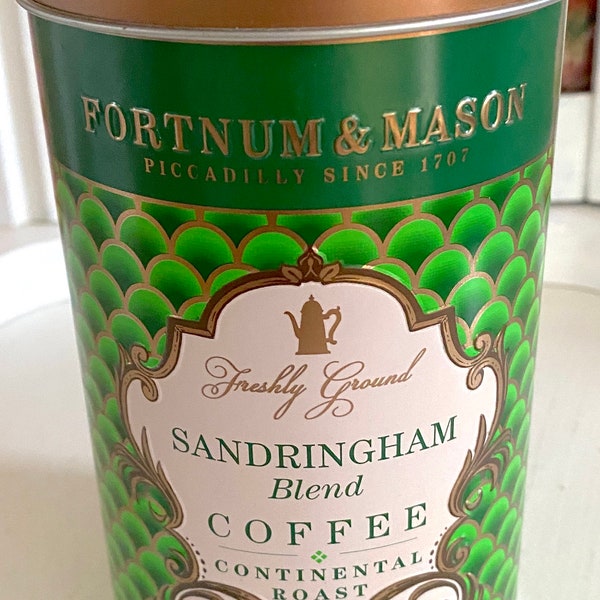 FORTNUM & MASON
PICCADILLY SINCE 1707
Freshly Ground
SANDRINGHAM
Blend
COFFEE
CONTINENTAL
ROAST